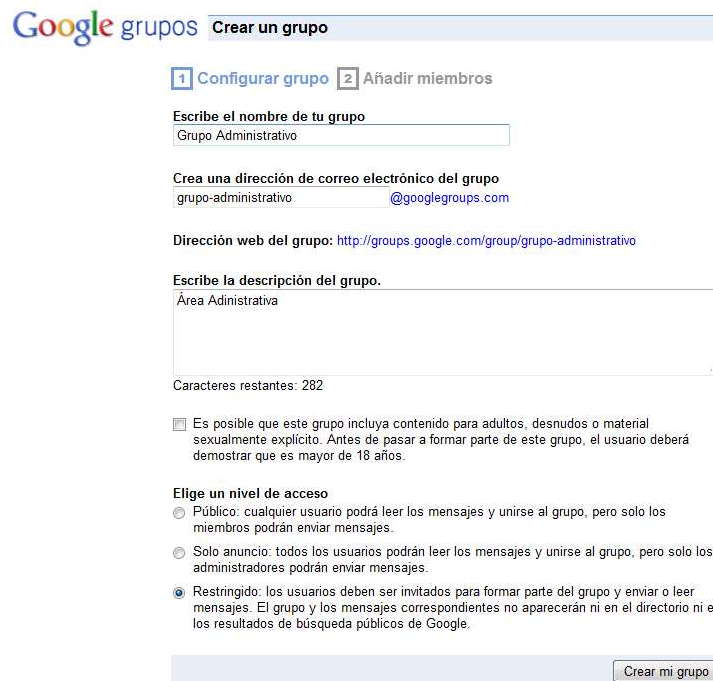 Google grupos Crear un grupo
1 Configurar grupo 2 Añadir miembros
Escribe el nombre de tu grupo
Grupo Administrativo
Crea una dirección de correo electrónico del grupo
grupo-administrativo @googlegroups.com
Dirección web del grupo: http://groups.google.com/group/grupo-administrativo
Escribe la descripción del grupo.
Área Adinistrativa
Caracteres restantes: 282
Es posible que este grupo incluya contenido para adultos, desnudos o material
sexualmente explícito. Antes de pasar a formar parte de este grupo, el usuario deberá
demostrar que es mayor de 18 años.
Elige un nivel de acceso
Público: cualquier usuario podrá leer los mensajes y unirse al grupo, pero solo los
miembros podrán enviar mensajes.
Solo anuncio: todos los usuarios podrán leer los mensajes y unirse al grupo, pero solo los
administradores podrán enviar mensajes.
Restringido: los usuarios deben ser invitados para formar parte del grupo y enviar o leer
mensajes. El grupo y los mensajes correspondientes no aparecerán ni en el directorio ni e
los resultados de búsqueda públicos de Google.
Crear mi grupo